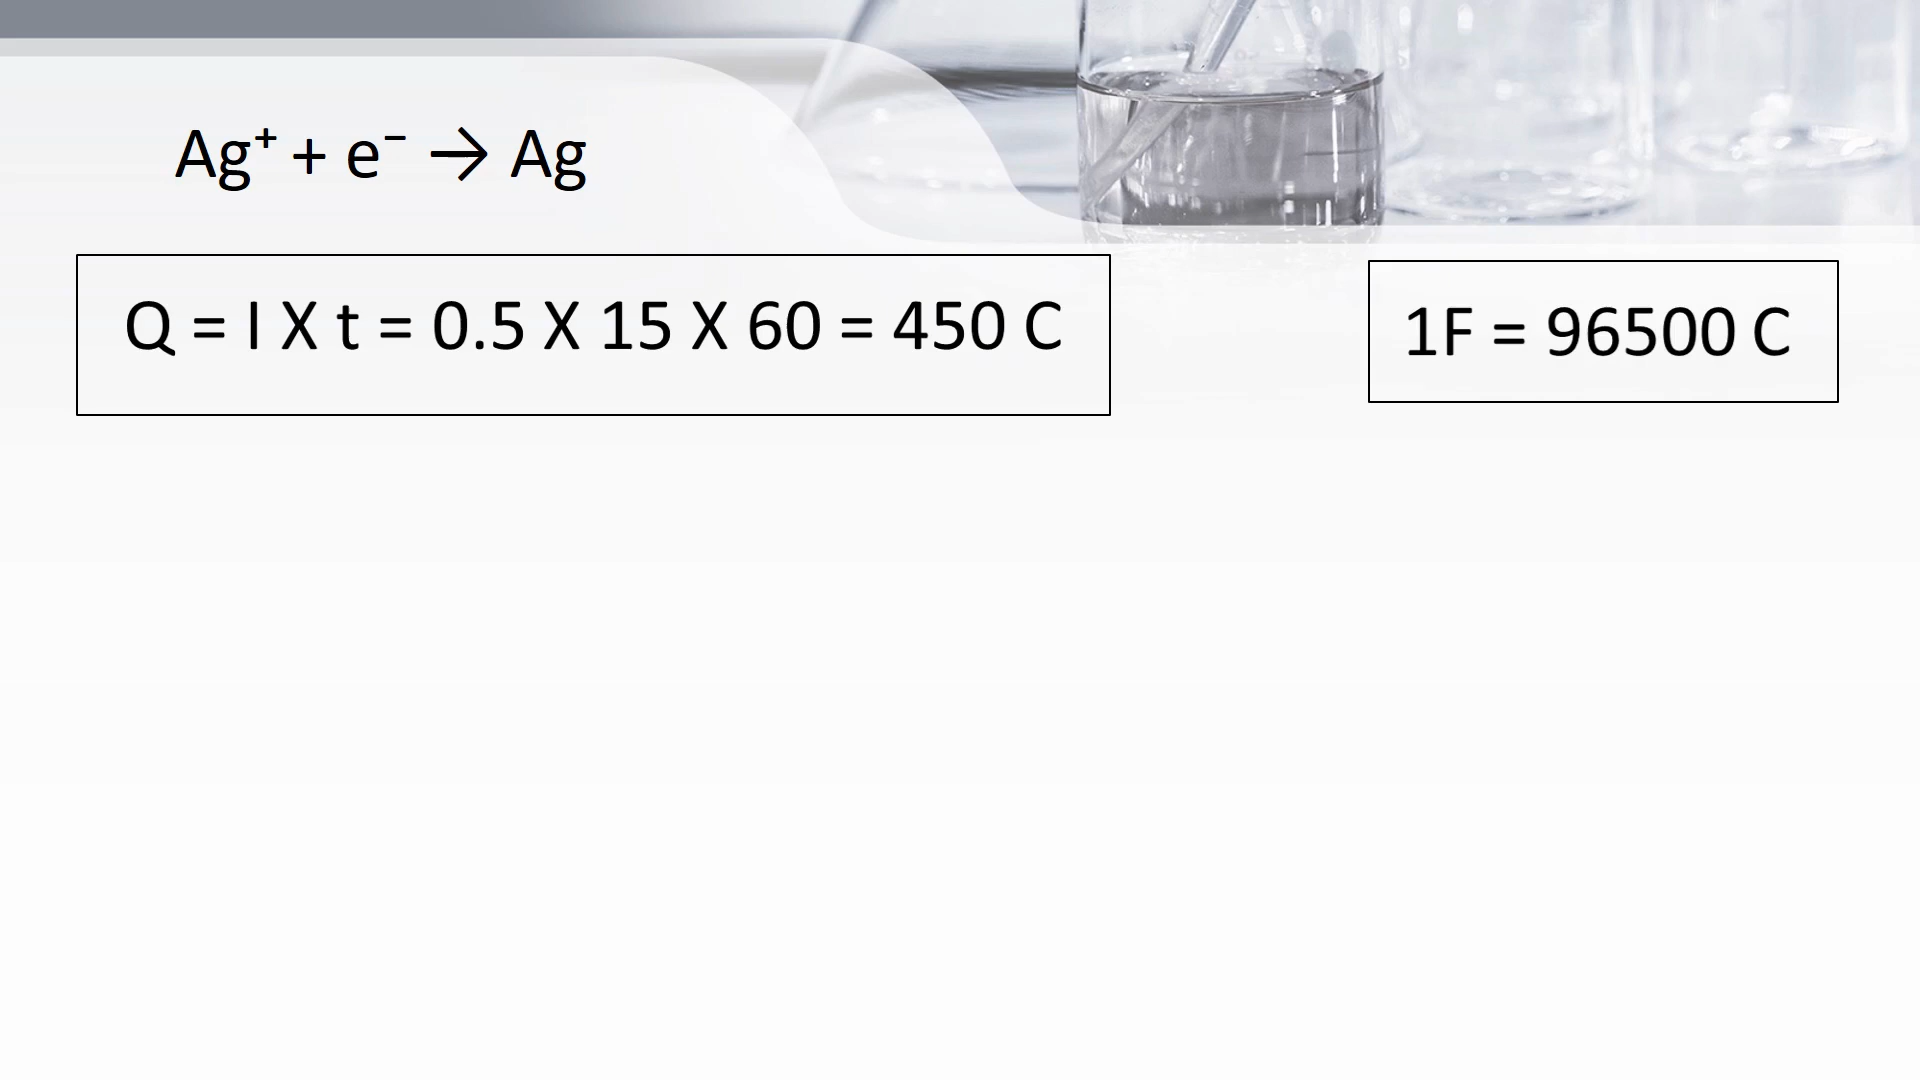 Ag⁺ + e⁻ → Ag
Q = I X t = 0.5 X 15 X 60 = 450 C
1F = 96500 C